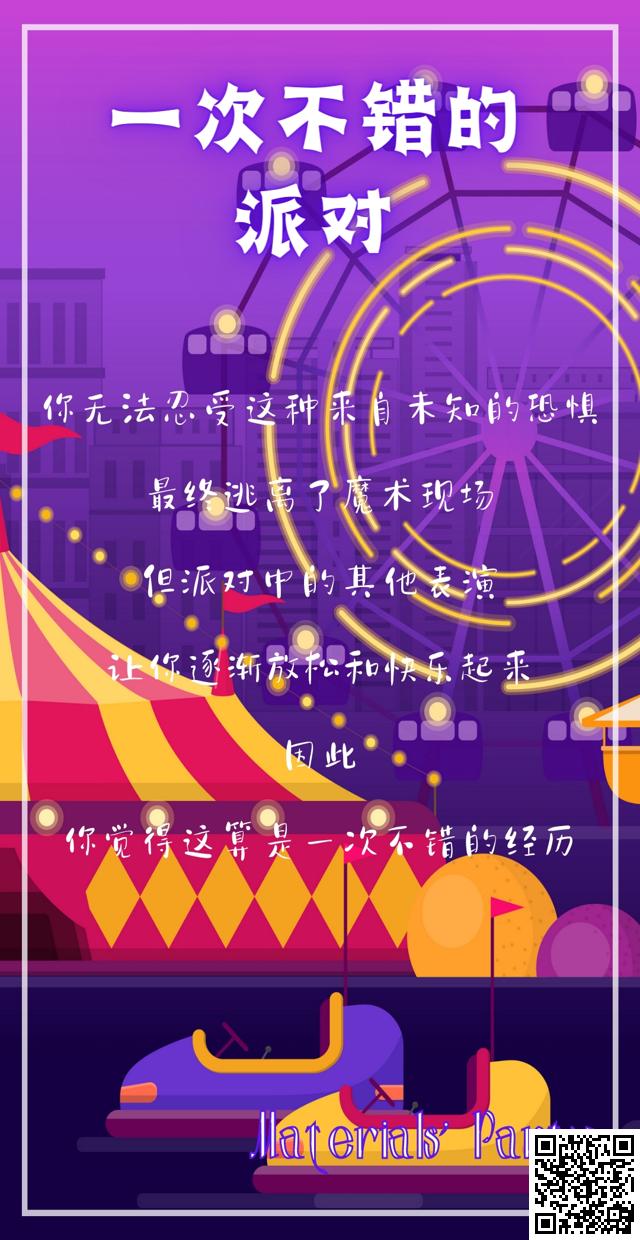 一次不错的
派对
你无法忍受这种来自未知的恐惧
最终逃离了魔术现场
但派对中的其他表演
让你逐渐放松和快乐起来
因此
你觉得这算是一次不错的经历
Materials'